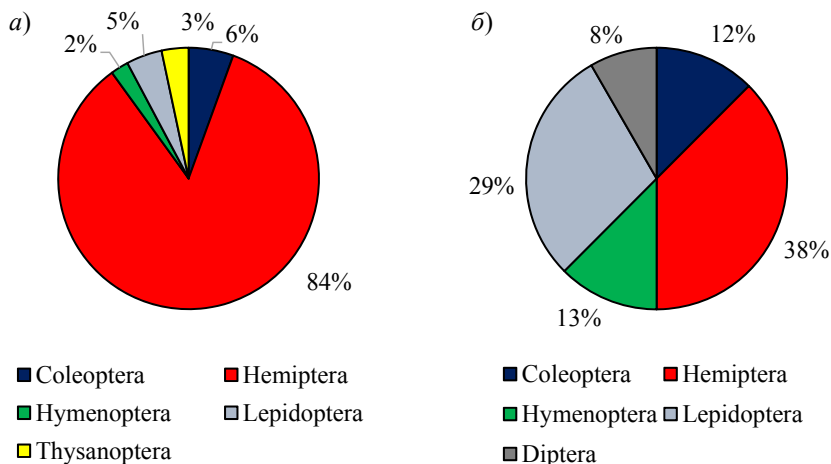 а)
5%
3%
6%
2%
84%
Coleoptera
Hemiptera
Hymenoptera
Lepidoptera
Thysanoptera
б)
8%
12%
29%
38%
13%
Coleoptera
Hemiptera
Hymenoptera
Lepidoptera
Diptera